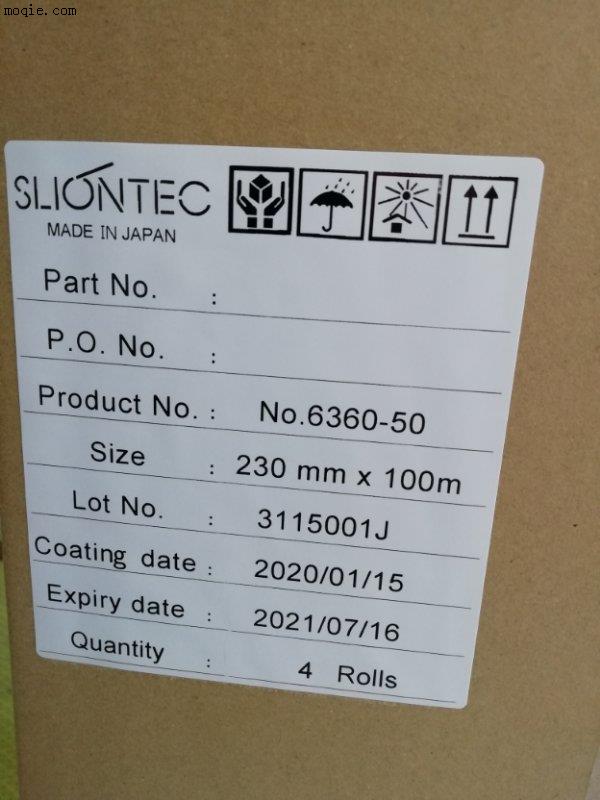 moqie.com
SLIONTEC
MADE IN JAPAN
Part No. :
P.O. No. :
Product No. : No.6360-50
Size : 230 mm x 100m
Lot No. : 3115001J
Coating date : 2020/01/15
Expiry date : 2021/07/16
Quantity : 4 Rolls